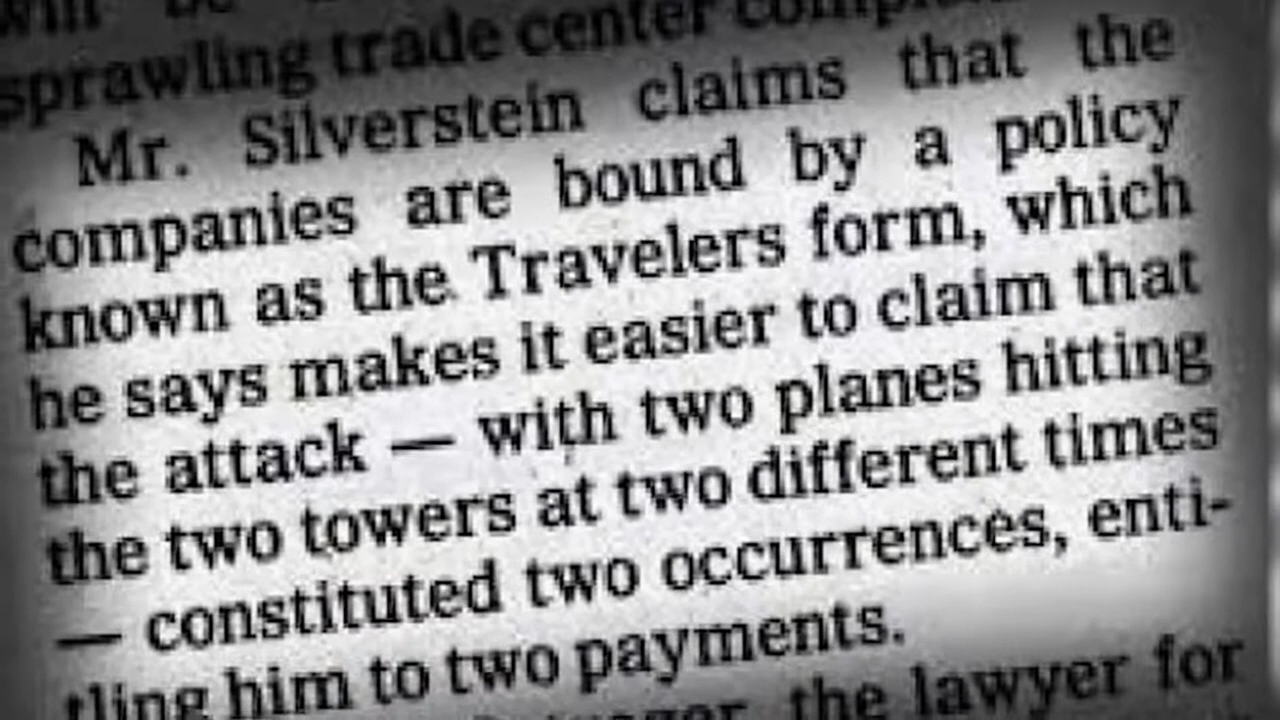 will be
sprawling trade center
Mr. Silverstein claims that the
companies are bound by a policy
known as the Travelers form, which
he says makes it easier to claim that
the attack — with two planes hitting
the two towers at two different times
— constituted two occurrences, enti-
tling him to two payments.
the lawyer for